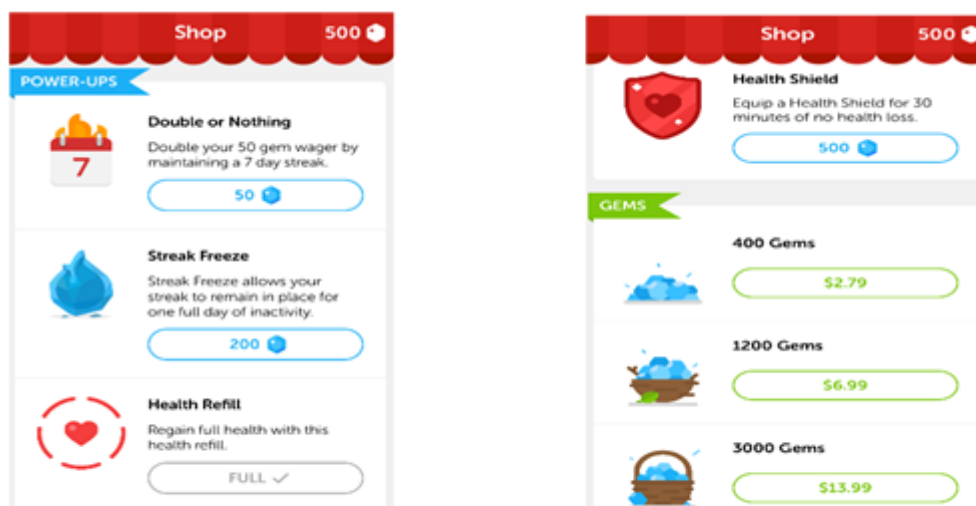 Shop 500
POWER-UPS
7
Double or Nothing
Double your 50 gem wager by
maintaining a 7 day streak.
50
Streak Freeze
Streak Freeze allows your
streak to remain in place for
one full day of inactivity.
200
Health Refill
Regain full health with this
health refill.
FULL ✓
Shop 500
Health Shield
Equip a Health Shield for 30
minutes of no health loss.
500
GEMS
400 Gems
$2.79
1200 Gems
$6.99
3000 Gems
$13.99